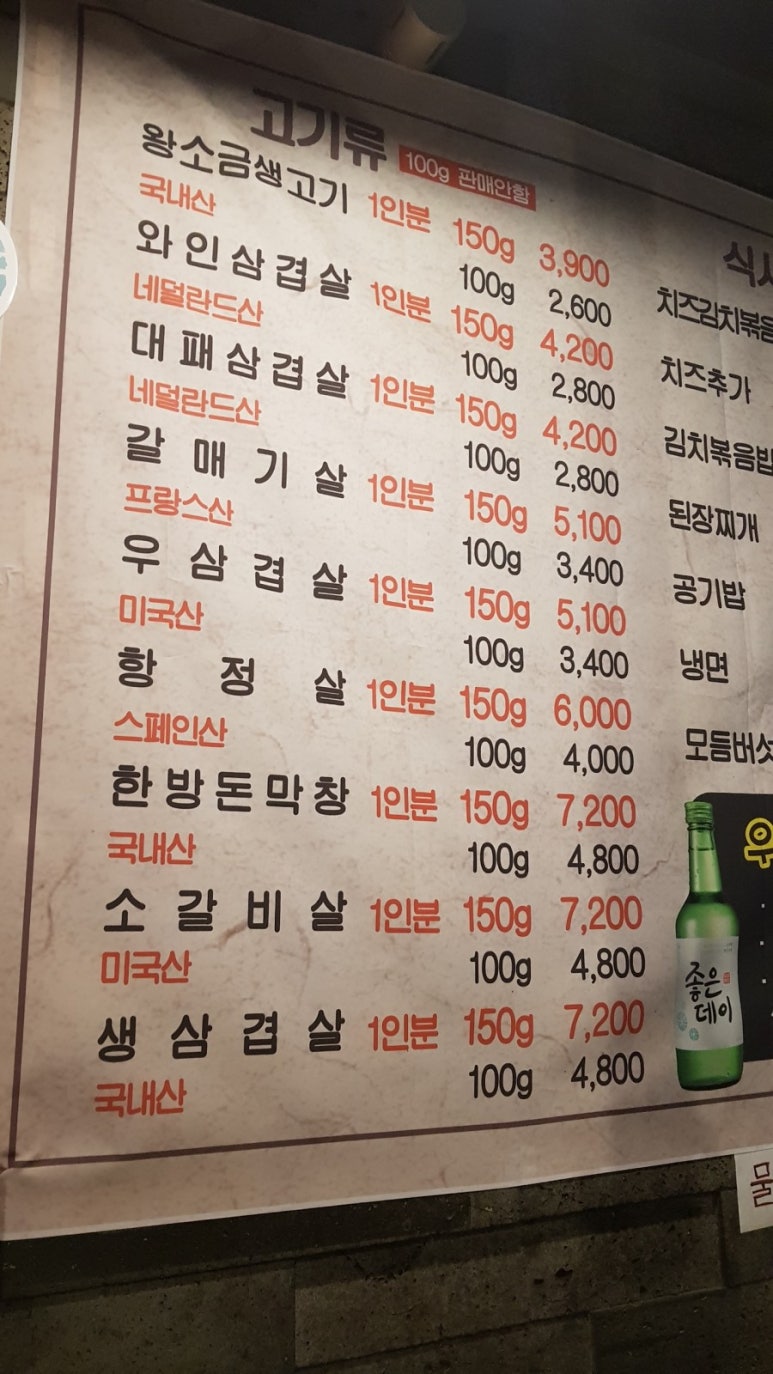 고기류 100g 판매안함
왕소금생고기 1인분 150g 3,900
국내산 100g 2,600
와인삼겹살 1인분 150g 4,200
네덜란드산 100g 2,800
대패삼겹살 1인분 150g 4,200
네덜란드산 100g 2,800
갈매기살 1인분 150g 5,100
프랑스산 100g 3,400
우삼겹살 1인분 150g 5,100
미국산 100g 3,400
항정살 1인분 150g 6,000
스페인산 100g 4,000
한방돈막창 1인분 150g 7,200
국내산 100g 4,800
소갈비살 1인분 150g 7,200
미국산 100g 4,800
생삼겹살 1인분 150g 7,200
국내산 100g 4,800
치즈김치볶음
치즈추가
김치볶음밥
된장찌개
공기밥
냉면
모듬버섯
좋은
데이
물